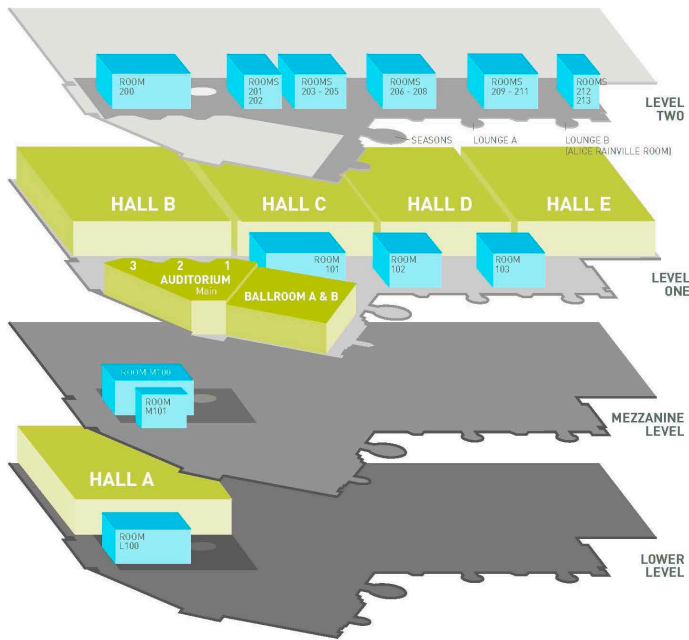 ROOM
200
ROOMS
201
202
ROOMS
203 - 205
ROOMS
206 - 208
ROOMS
209 - 211
ROOMS
212
213
LEVEL
TWO
SEASONS
LOUNGE A
LOUNGE B
(ALICE RAINVILLE ROOM)
HALL B
HALL C
HALL D
HALL E
3
2
1
AUDITORIUM
Main
BALLROOM A & B
ROOM
101
ROOM
102
ROOM
103
LEVEL
ONE
ROOM M100
ROOM
M101
MEZZANINE
LEVEL
HALL A
ROOM
L100
LOWER
LEVEL